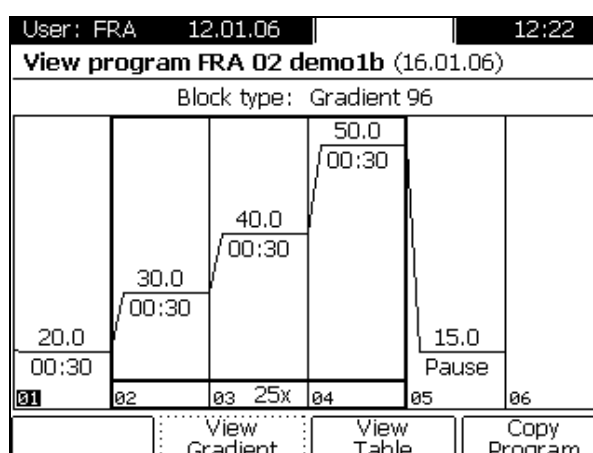 User: FRA 12.01.06 12:22
View program FRA 02 demo1b (16.01.06)
Block type: Gradient 96
50.0
00:30
40.0
00:30
30.0
00:30
20.0 15.0
00:30 Pause
01 02 03 25x 04 05 06
View View Copy
Gradient Table Program